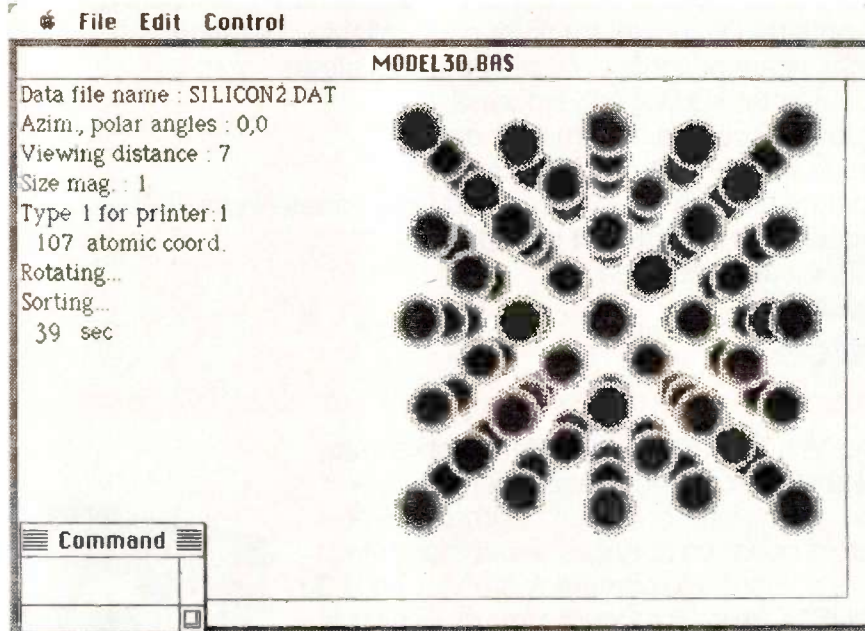 File Edit Control
MODEL3D.BAS
Data file name : SILICON2.DAT
Azim., polar angles : 0,0
Viewing distance : 7
Size mag. : 1
Type 1 for printer:1
107 atomic coord.
Rotating...
Sorting...
39 sec
Command